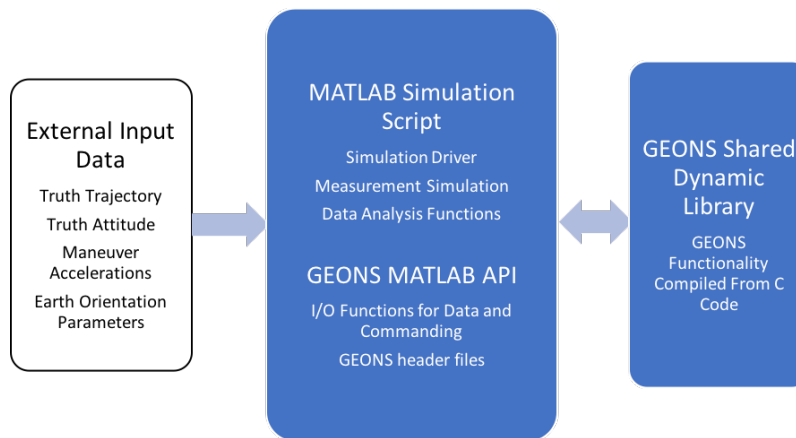 External Input
Data
Truth Trajectory
Truth Attitude
Maneuver
Accelerations
Earth Orientation
Parameters
MATLAB Simulation
Script
Simulation Driver
Measurement Simulation
Data Analysis Functions
GEONS MATLAB API
I/O Functions for Data and
Commanding
GEONS header files
GEONS Shared
Dynamic
Library
GEONS
Functionality
Compiled From C
Code